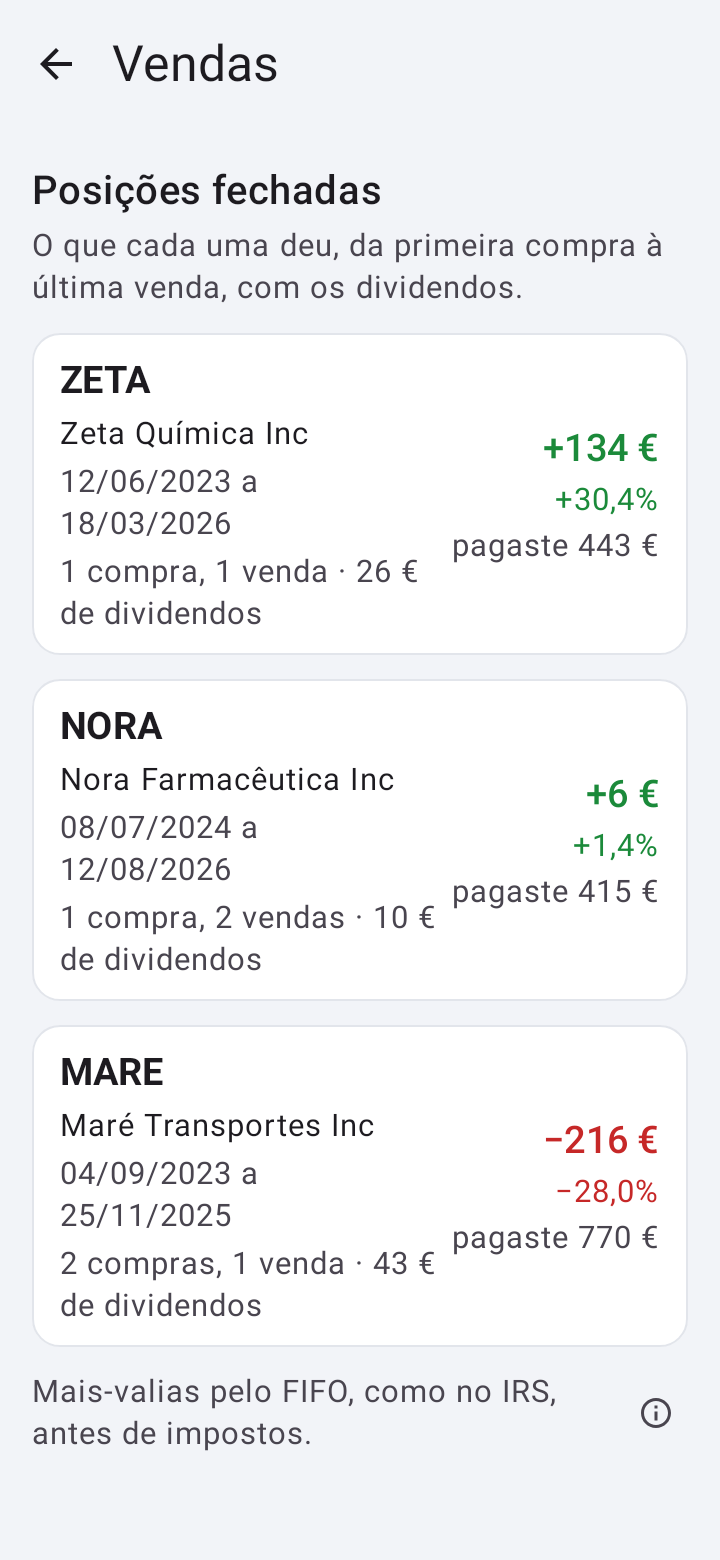 Vendas
Posições fechadas
O que cada uma deu, da primeira compra à
última venda, com os dividendos.
ZETA
Zeta Química Inc
12/06/2023 a
18/03/2026
1 compra, 1 venda · 26 €
de dividendos
+134 €
+30,4%
pagaste 443 €
NORA
Nora Farmacêutica Inc
08/07/2024 a
12/08/2026
1 compra, 2 vendas · 10 €
de dividendos
+6 €
+1,4%
pagaste 415 €
MARE
Maré Transportes Inc
04/09/2023 a
25/11/2025
2 compras, 1 venda · 43 €
de dividendos
−216 €
−28,0%
pagaste 770 €
Mais-valias pelo FIFO, como no IRS,
antes de impostos.